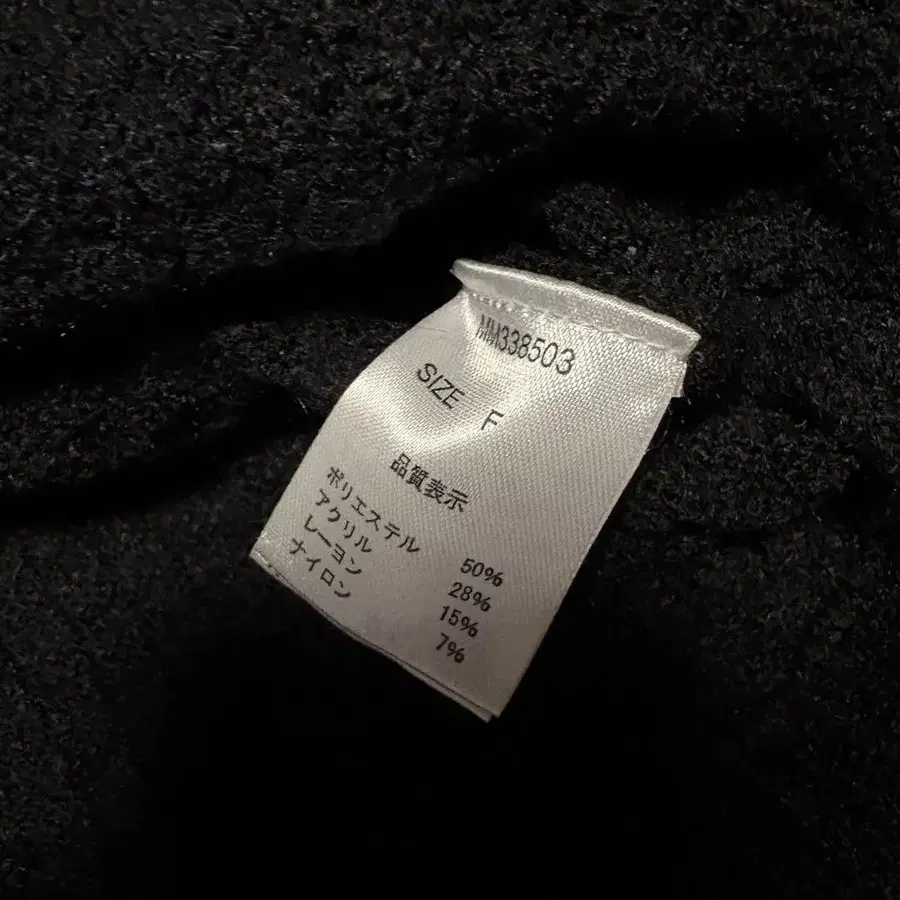 MM338503
SIZE F
品質表示
ポリエステル 50%
アクリル 28%
レーヨン 15%
ナイロン 7%